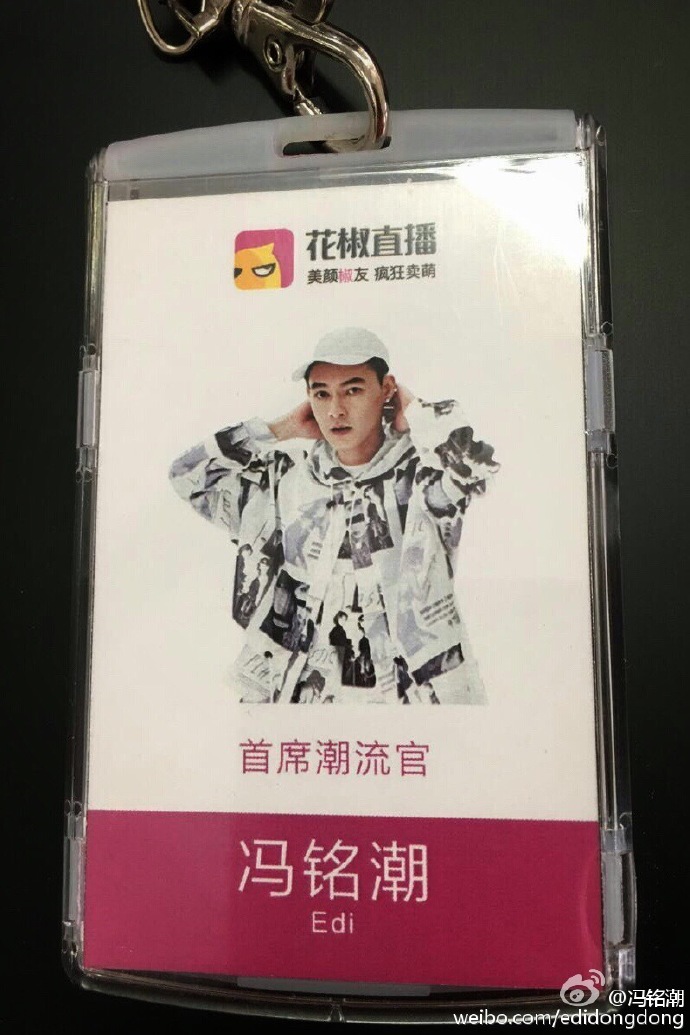 花椒直播
美颜椒友 疯狂卖萌
首席潮流官
冯铭潮
Edi
@冯铭潮
weibo.com/edidongdong